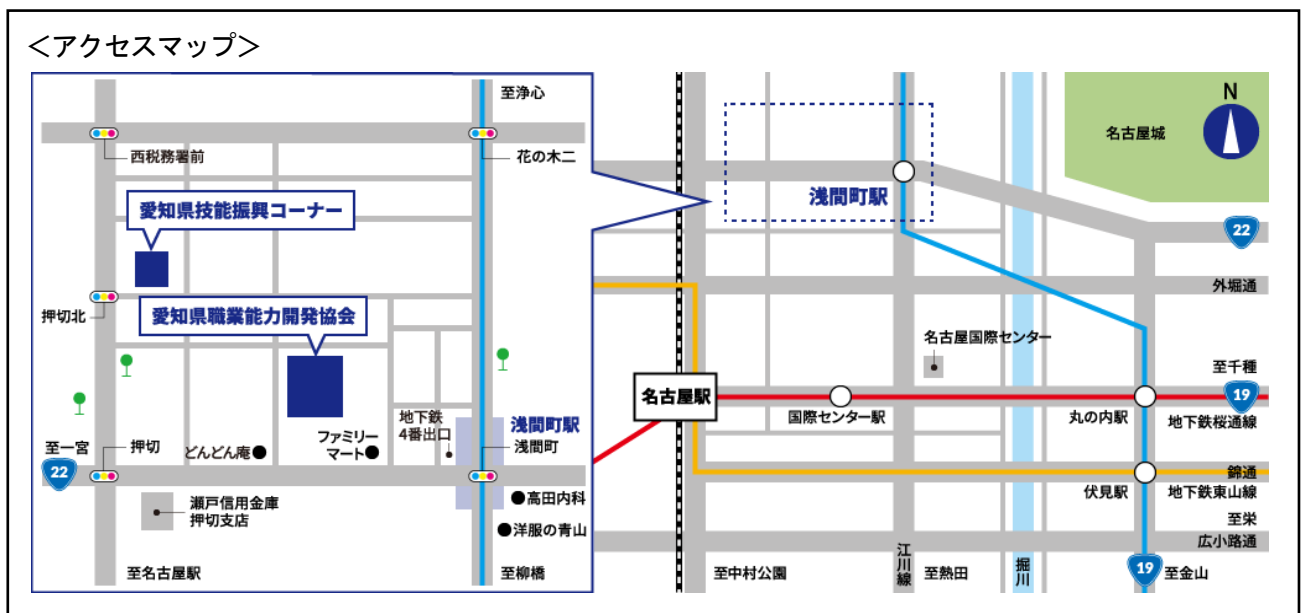 ＜アクセスマップ＞
至浄心
西税務署前
花の木二
愛知県技能振興コーナー
押切北
愛知県職業能力開発協会
地下鉄
4番出口
浅間町駅
浅間町
至一宮
22
押切
どんどん庵
ファミリー
マート
瀬戸信用金庫
押切支店
高田内科
洋服の青山
至名古屋駅
至柳橋
N
名古屋城
浅間町駅
22
外堀通
名古屋国際センター
至千種
名古屋駅
19
国際センター駅
丸の内駅
地下鉄桜通線
錦通
伏見駅
地下鉄東山線
至栄
広小路通
至中村公園
江川線
至熱田
堀川
19
至金山